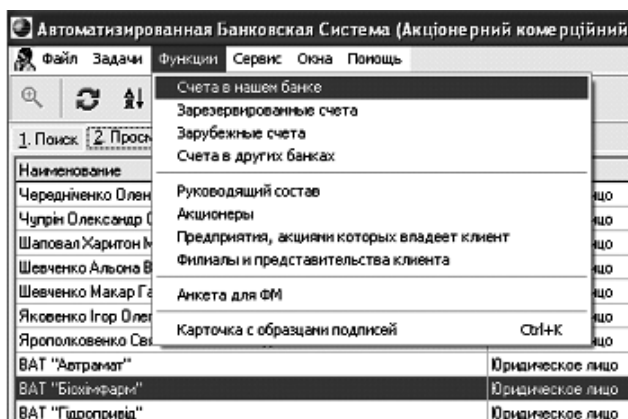 Автоматизированная Банковская Система (Акціонерний комерційний
Файл Задачи Функции Сервис Окна Помощь
Счета в нашем банке
Зарезервированные счета
Зарубежные счета
Счета в других банках
Руководящий состав
Акционеры
Предприятия, акциями которых владеет клиент
Филиалы и представительства клиента
Анкета для ФМ
Карточка с образцами подписей Ctrl+K
1. Поиск 2. Просм
Наименование
Чередніченко Олен
Чупрін Олександр
Шаповал Харитон М
Шевченко Альона В
Шевченко Макар Га
Яковенко Ігор Олег
Ярополковенко Свя
ВАТ "Автрамат" Юридическое лицо
ВАТ "Біохімфарм" Юридическое лицо
ВАТ "Гідропривід" Юридическое лицо